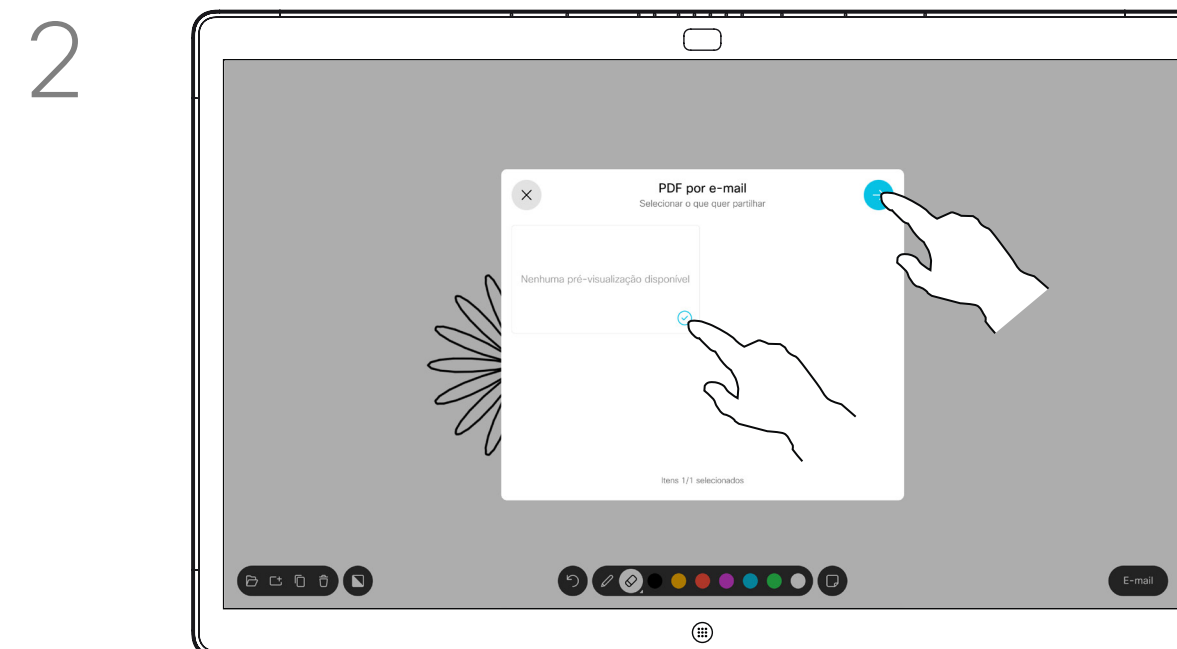 2
PDF por e-mail
Selecionar o que quer partilhar
Nenhuma pré-visualização disponível
Itens 1/1 selecionados
E-mail